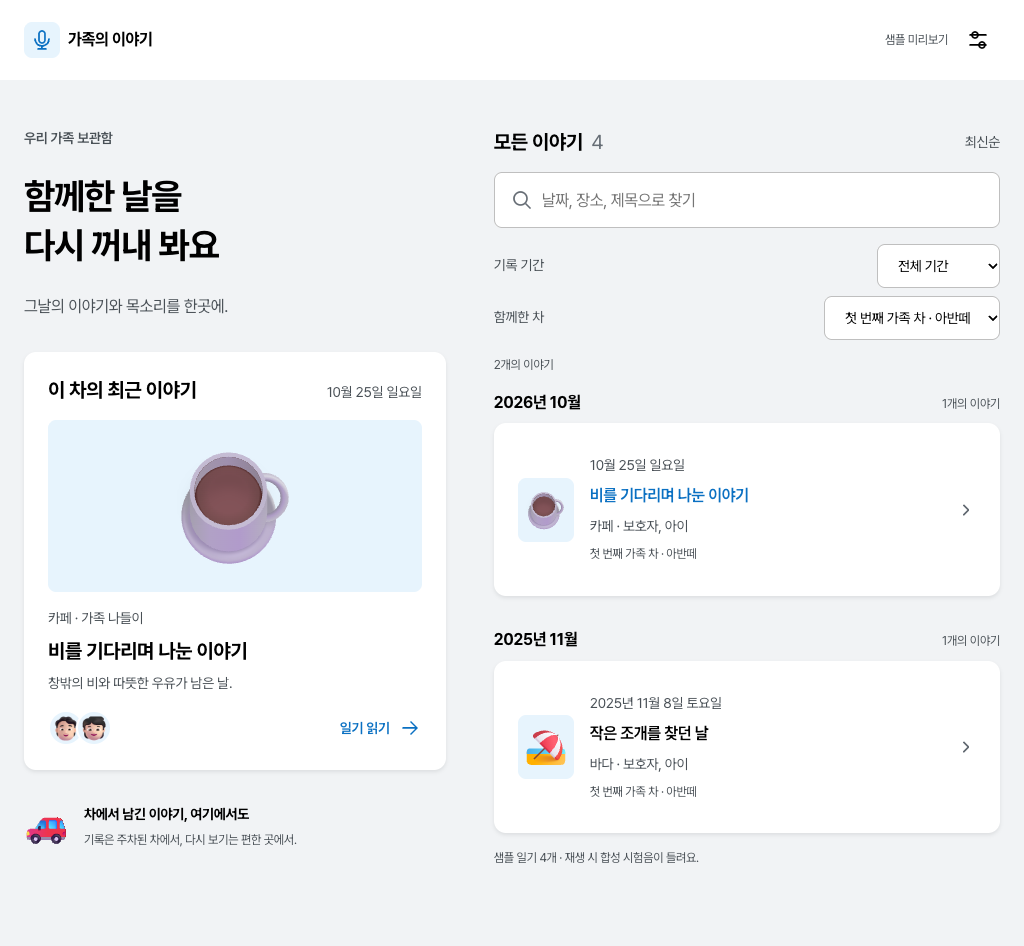 가족의 이야기
샘플 미리보기
우리 가족 보관함
함께한 날을
다시 꺼내 봐요
그날의 이야기와 목소리를 한곳에.
이 차의 최근 이야기
10월 25일 일요일
카페 · 가족 나들이
비를 기다리며 나눈 이야기
창밖의 비와 따뜻한 우유가 남은 날.
일기 읽기
차에서 남긴 이야기, 여기에서도
기록은 주차된 차에서, 다시 보기는 편한 곳에서.
모든 이야기 4
최신순
날짜, 장소, 제목으로 찾기
기록 기간
전체 기간
함께한 차
첫 번째 가족 차 · 아반떼
2개의 이야기
2026년 10월
1개의 이야기
10월 25일 일요일
비를 기다리며 나눈 이야기
카페 · 보호자, 아이
첫 번째 가족 차 · 아반떼
2025년 11월
1개의 이야기
2025년 11월 8일 토요일
작은 조개를 찾던 날
바다 · 보호자, 아이
첫 번째 가족 차 · 아반떼
샘플 일기 4개 · 재생 시 합성 시험음이 들려요.